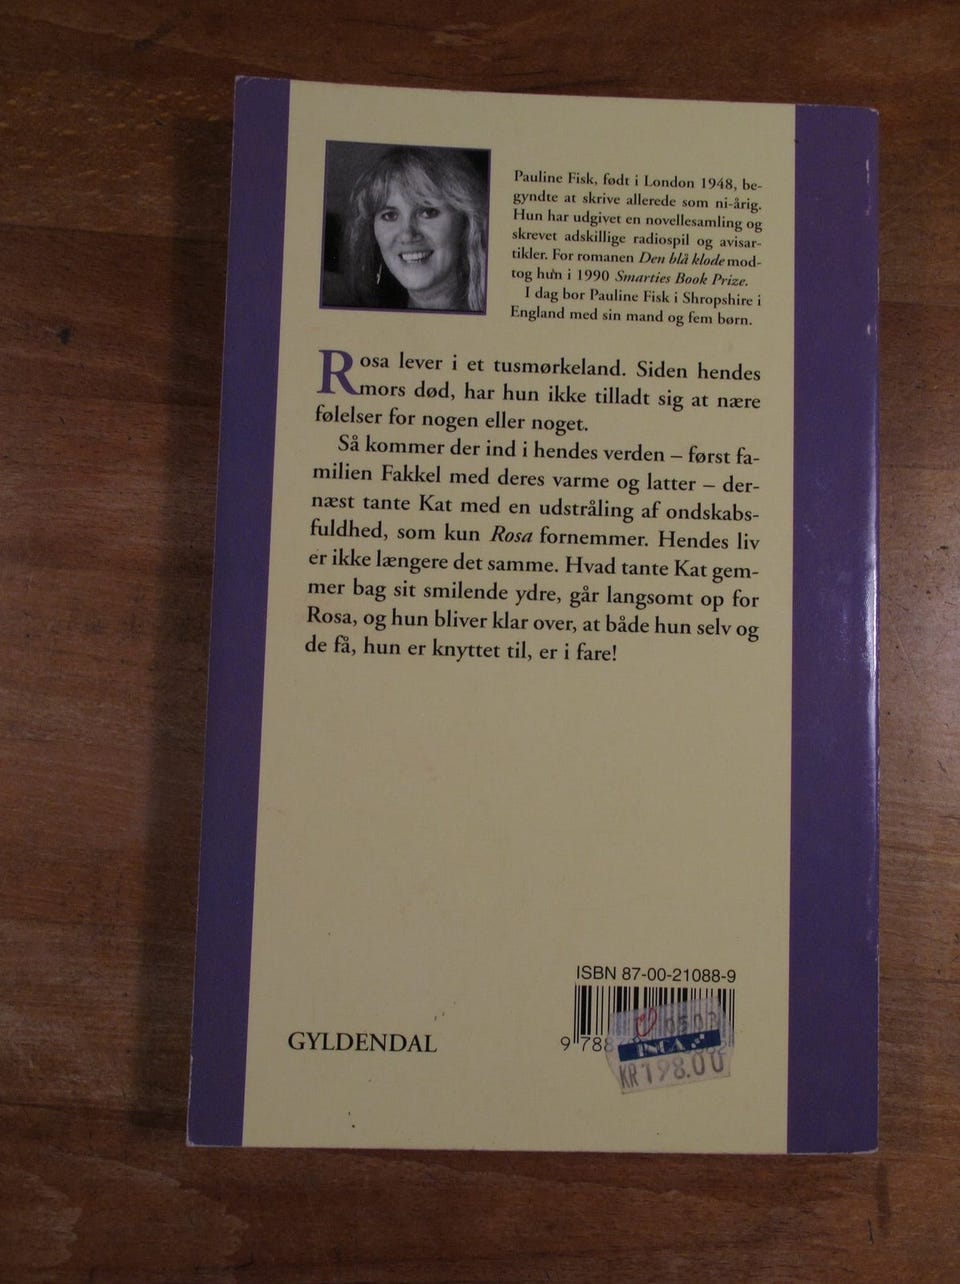 Pauline Fisk, født i London 1948, be-
gyndte at skrive allerede som ni-årig.
Hun har udgivet en novellesamling og
skrevet adskillige radiospil og avisar-
tikler. For romanen Den blå klode mod-
tog hun i 1990 Smarties Book Prize.
I dag bor Pauline Fisk i Shropshire i
England med sin mand og fem børn.
Rosa lever i et tusmørkeland. Siden hendes
mors død, har hun ikke tilladt sig at nære
følelser for nogen eller noget.
Så kommer der ind i hendes verden – først fa-
milien Fakkel med deres varme og latter – der-
næst tante Kat med en udstråling af ondskabs-
fuldhed, som kun Rosa fornemmer. Hendes liv
er ikke længere det samme. Hvad tante Kat gem-
mer bag sit smilende ydre, går langsomt op for
Rosa, og hun bliver klar over, at både hun selv og
de få, hun er knyttet til, er i fare!
ISBN 87-00-21088-9
GYLDENDAL
9 788
KR 198.00